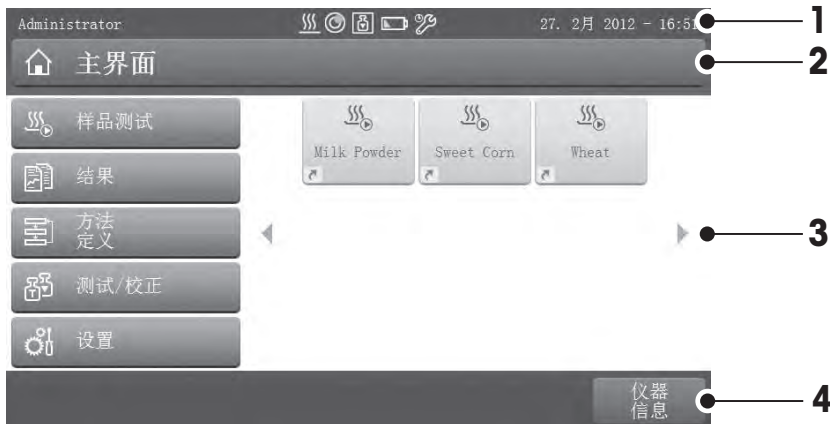 Administrator
27. 2月 2012 - 16:51
1
主界面
2
样品测试
结果
方法
定义
测试/校正
设置
Milk Powder
Sweet Corn
Wheat
3
仪器
信息
4